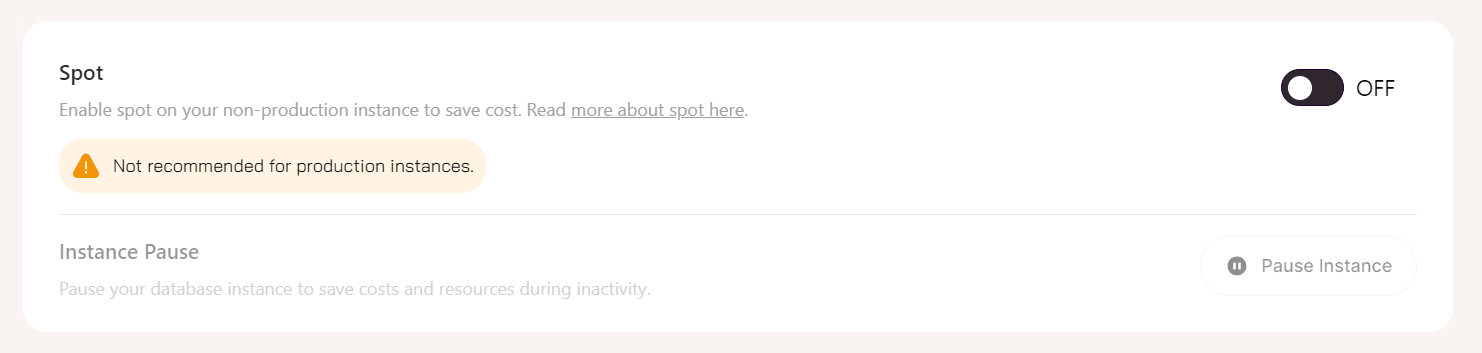 Spot
OFF
Enable spot on your non-production instance to save cost. Read more about spot here.
Not recommended for production instances.
Instance Pause
Pause Instance
Pause your database instance to save costs and resources during inactivity.